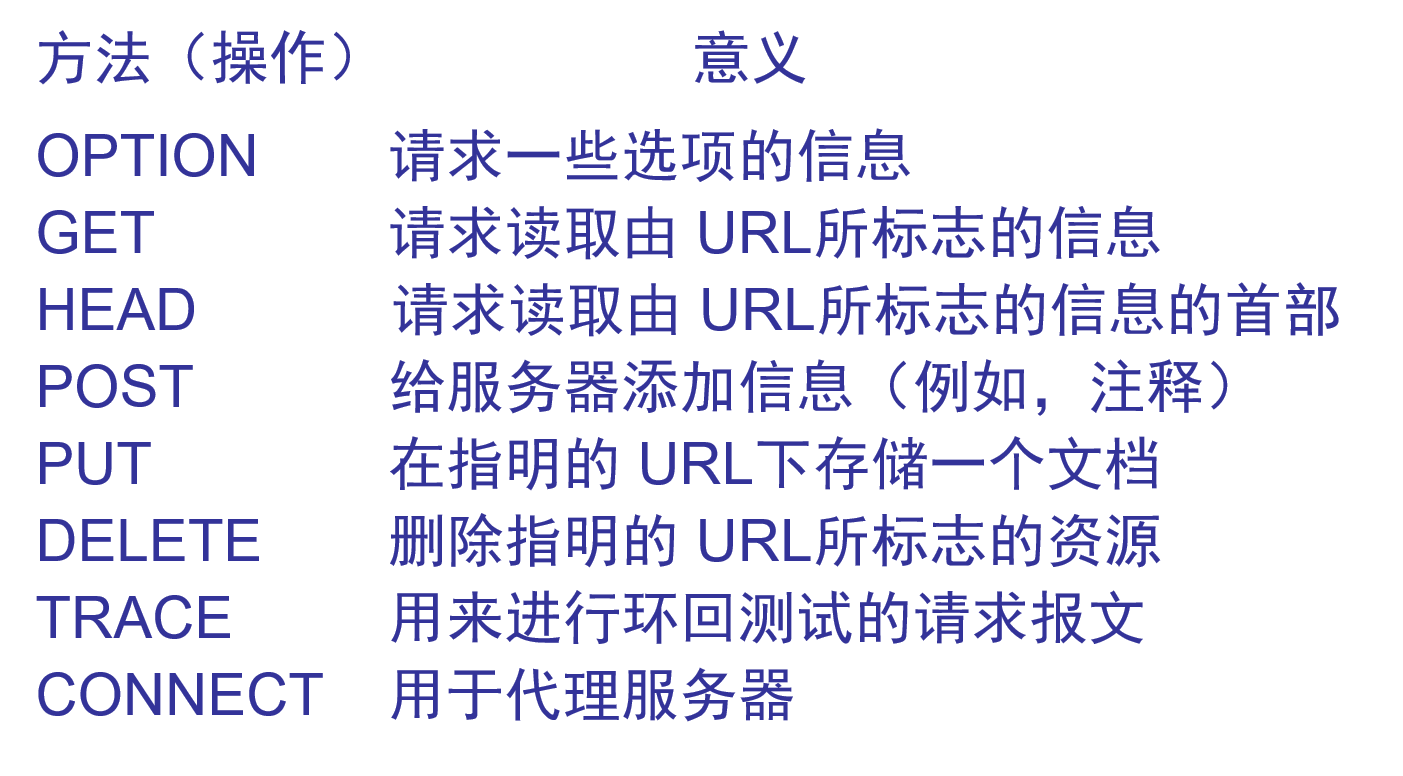 方法（操作） 意义
OPTION 请求一些选项的信息
GET 请求读取由 URL所标志的信息
HEAD 请求读取由 URL所标志的信息的首部
POST 给服务器添加信息（例如，注释）
PUT 在指明的 URL下存储一个文档
DELETE 删除指明的 URL所标志的资源
TRACE 用来进行环回测试的请求报文
CONNECT 用于代理服务器